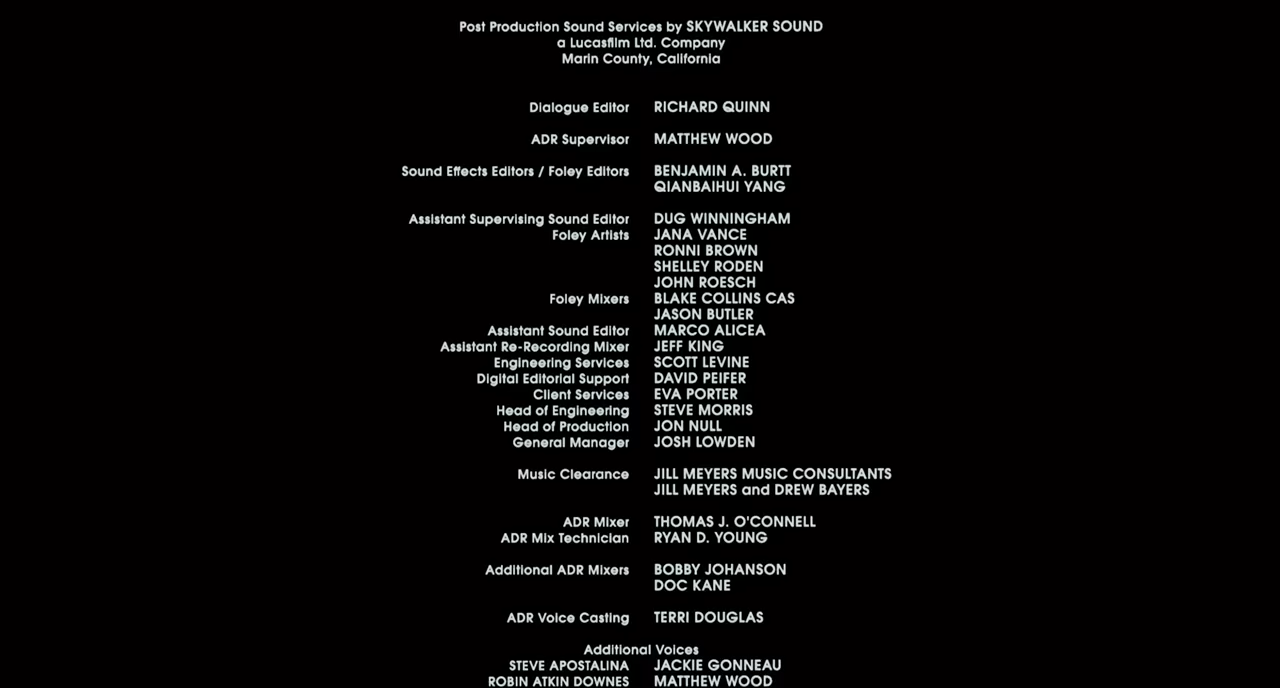 Post Production Sound Services by SKYWALKER SOUND
a Lucasfilm Ltd. Company
Marin County, California
Dialogue Editor RICHARD QUINN
ADR Supervisor MATTHEW WOOD
Sound Effects Editors / Foley Editors BENJAMIN A. BURTT
QIANBAIHUI YANG
Assistant Supervising Sound Editor DUG WINNINGHAM
Foley Artists JANA VANCE
RONNI BROWN
SHELLEY RODEN
JOHN ROESCH
Foley Mixers BLAKE COLLINS CAS
JASON BUTLER
Assistant Sound Editor MARCO ALICEA
Assistant Re-Recording Mixer JEFF KING
Engineering Services SCOTT LEVINE
Digital Editorial Support DAVID PEIFER
Client Services EVA PORTER
Head of Engineering STEVE MORRIS
Head of Production JON NULL
General Manager JOSH LOWDEN
Music Clearance JILL MEYERS MUSIC CONSULTANTS
JILL MEYERS and DREW BAYERS
ADR Mixer THOMAS J. O'CONNELL
ADR Mix Technician RYAN D. YOUNG
Additional ADR Mixers BOBBY JOHANSON
DOC KANE
ADR Voice Casting TERRI DOUGLAS
Additional Voices
STEVE APOSTALINA JACKIE GONNEAU
ROBIN ATKIN DOWNES MATTHEW WOOD